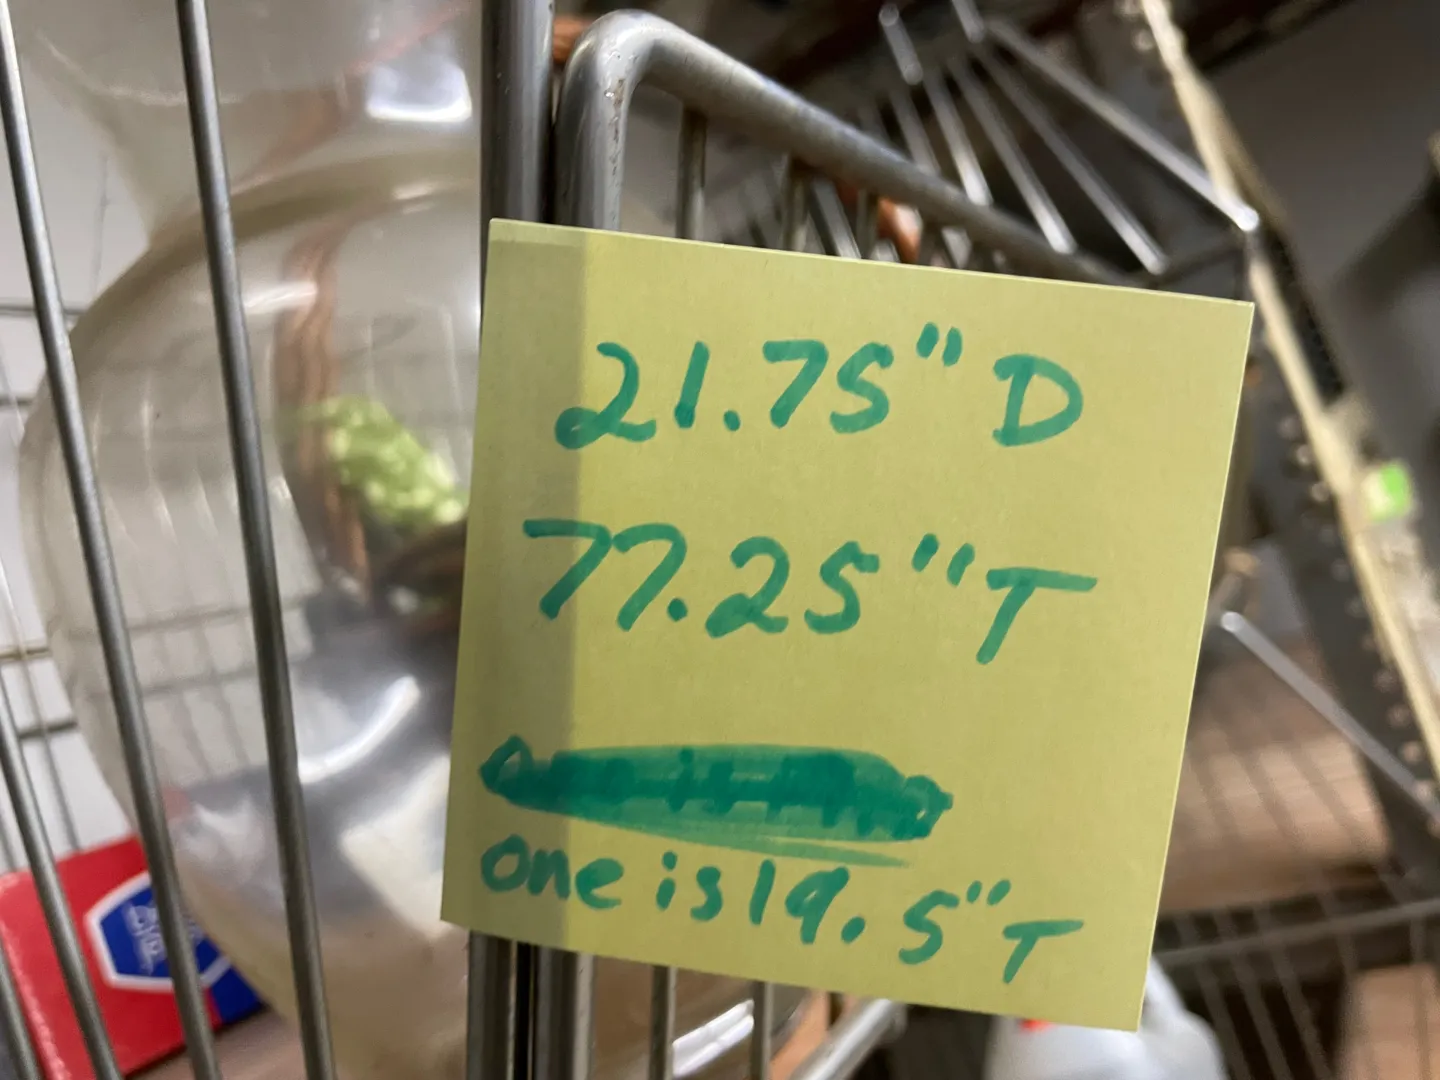 21.75" D
77.25" T
one is 19.5" T